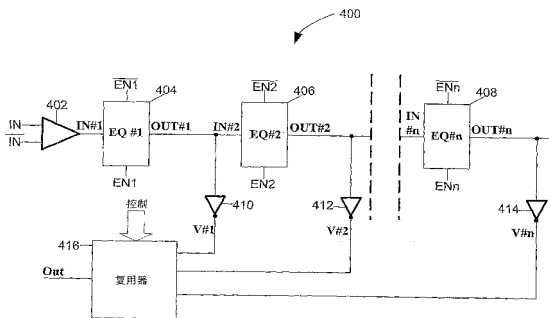 400
402
IN
IN
IN#1
EN1
404
EQ #1
EN1
OUT#1
IN#2
EN2
406
EQ#2
EN2
OUT#2
IN
#n
ENn
408
EQ#n
ENn
OUT#n
410
V#1
412
V#2
414
V#n
控制
416
Out
复用器